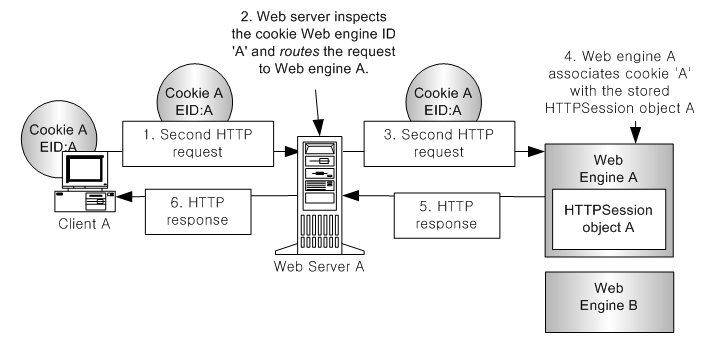 2. Web server inspects
the cookie Web engine ID
'A' and routes the request
to Web engine A.
4. Web engine A
associates cookie 'A'
with the stored
HTTPSession object A
Cookie A
EID:A
Cookie A
EID:A
Cookie A
EID:A
1. Second HTTP
request
3. Second HTTP
request
Web
Engine A
HTTPSession
object A
6. HTTP
response
5. HTTP
response
Client A
Web Server A
Web
Engine B